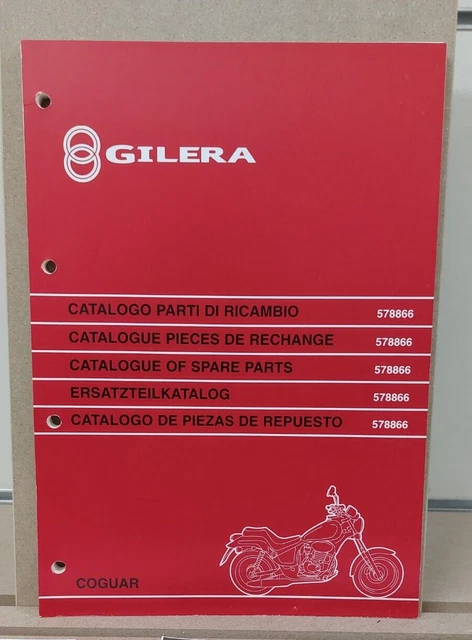 GILERA
CATALOGO PARTI DI RICAMBIO 578866
CATALOGUE PIECES DE RECHANGE 578866
CATALOGUE OF SPARE PARTS 578866
ERSATZTEILKATALOG 578866
CATALOGO DE PIEZAS DE REPUESTO 578866
COGUAR